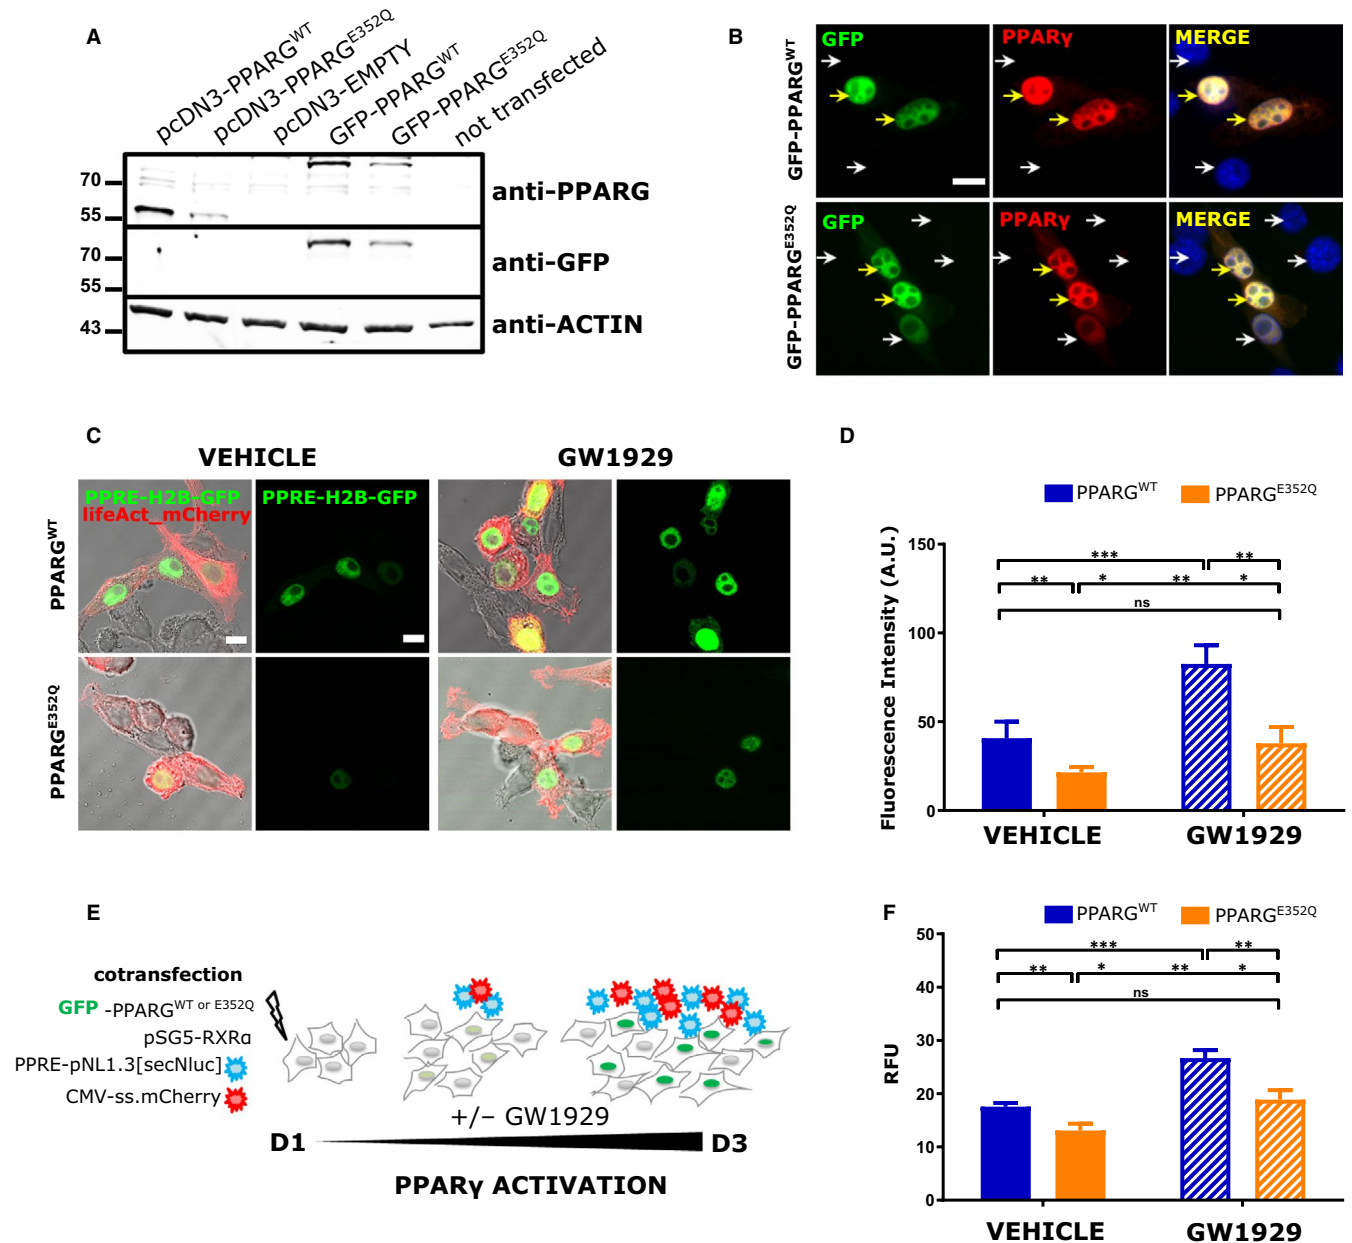 A
pcDN3-PPARG^WT
pcDN3-PPARG^E352Q
pcDN3-EMPTY
GFP-PPARG^WT
GFP-PPARG^E352Q
not transfected
70
55
anti-PPARG
70
55
anti-GFP
43
anti-ACTIN
B
GFP-PPARG^WT
GFP
PPARγ
MERGE
GFP-PPARG^E352Q
GFP
PPARγ
MERGE
C
VEHICLE
GW1929
PPARG^WT
PPRE-H2B-GFP
lifeAct_mCherry
PPRE-H2B-GFP
PPARG^E352Q
D
PPARG^WT
PPARG^E352Q
Fluorescence Intensity (A.U.)
150
100
50
0
***
**
**
*
**
*
ns
VEHICLE
GW1929
E
cotransfection
GFP -PPARG^WT or E352Q
pSG5-RXRα
PPRE-pNL1.3[secNluc]
CMV-ss.mCherry
+/− GW1929
D1
D3
PPARγ ACTIVATION
F
PPARG^WT
PPARG^E352Q
RFU
50
40
30
20
10
0
***
**
**
*
**
*
ns
VEHICLE
GW1929